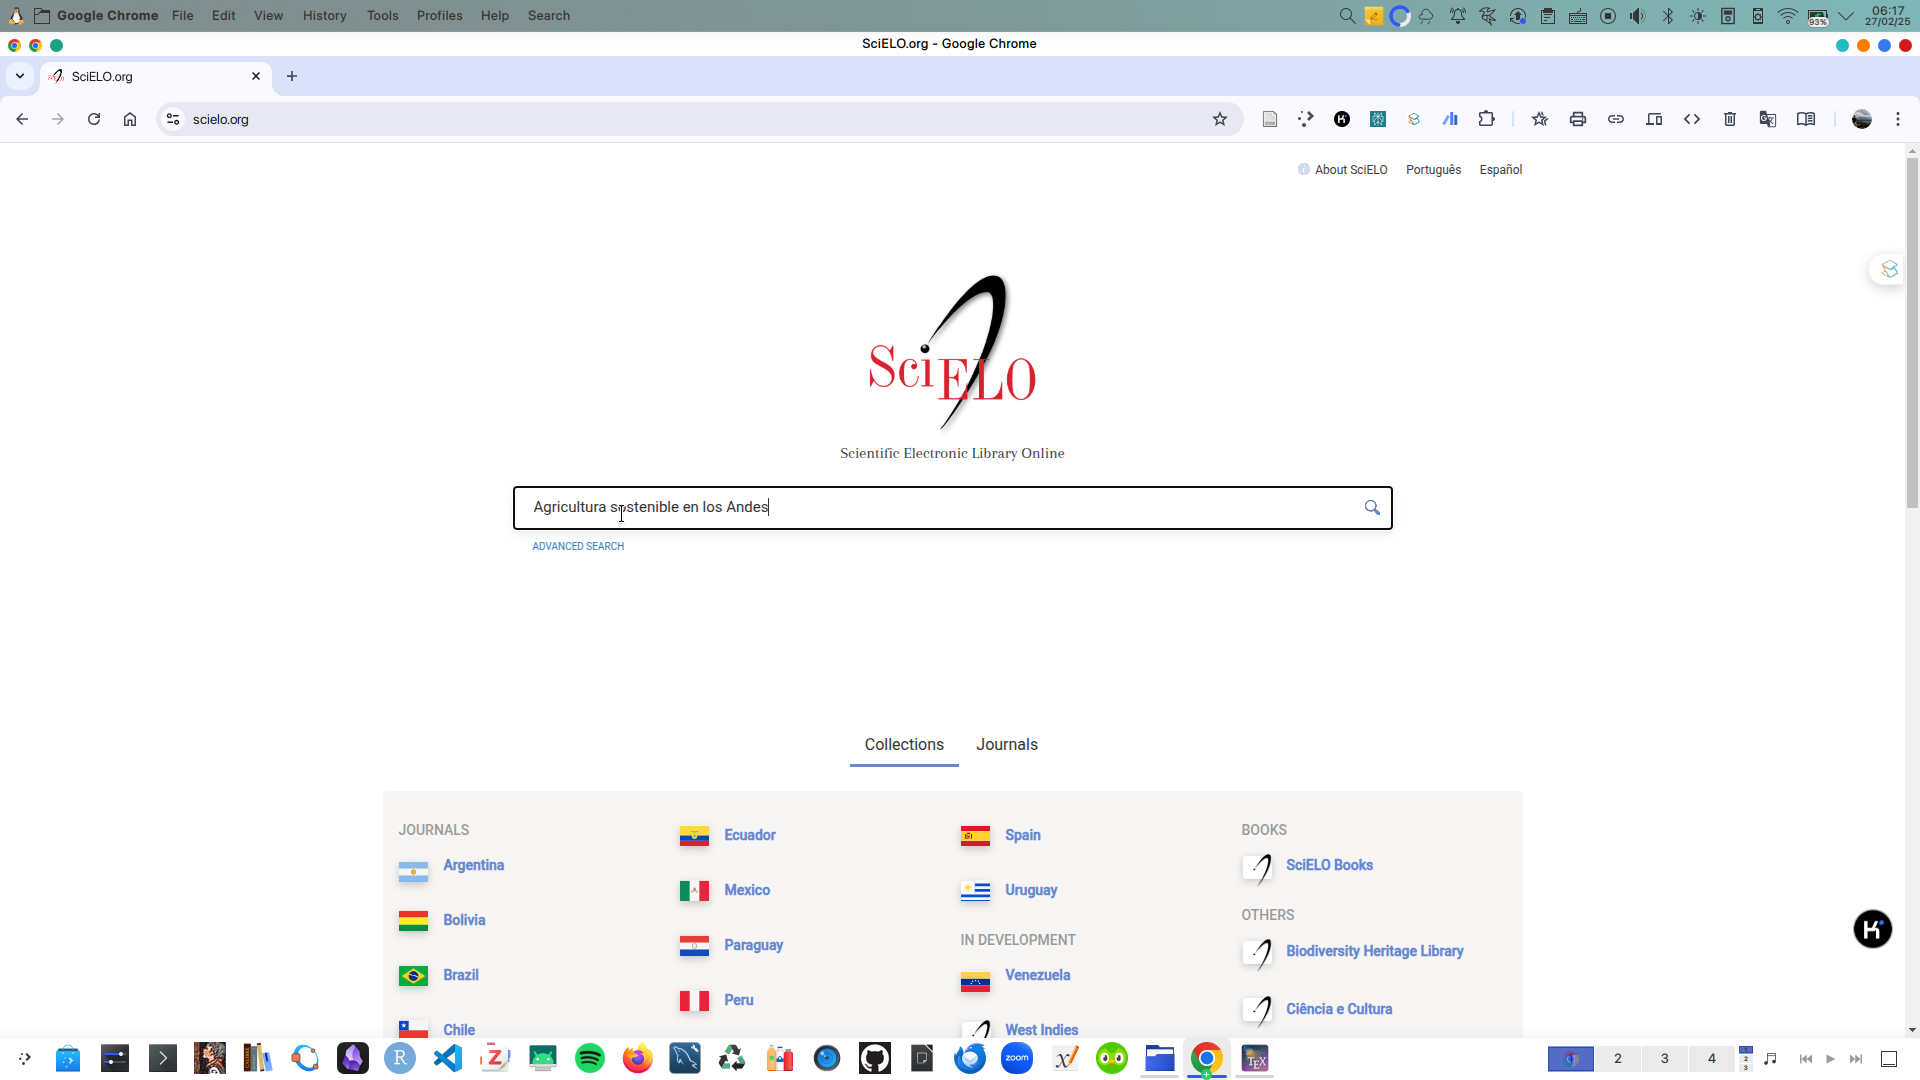 Google Chrome File Edit View History Tools Profiles Help Search
93%
06:17
27/02/25
SciELO.org - Google Chrome
SciELO.org
scielo.org
About SciELO Português Español
SciELO
Scientific Electronic Library Online
Agricultura sostenible en los Andes
ADVANCED SEARCH
Collections Journals
JOURNALS
Argentina
Bolivia
Brazil
Chile
Ecuador
Mexico
Paraguay
Peru
Spain
Uruguay
IN DEVELOPMENT
Venezuela
West Indies
BOOKS
SciELO Books
OTHERS
Biodiversity Heritage Library
Ciência e Cultura
zoom
TEX
2 3 4